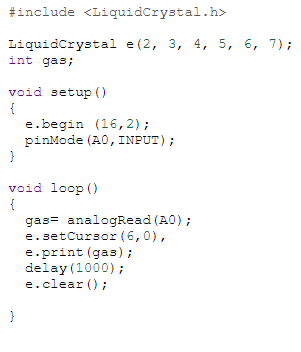 #include <LiquidCrystal.h>
LiquidCrystal e(2, 3, 4, 5, 6, 7);
int gas;
void setup()
{
e.begin (16,2);
pinMode(A0,INPUT);
}
void loop()
{
gas= analogRead(A0);
e.setCursor(6,0),
e.print(gas);
delay(1000);
e.clear();
}